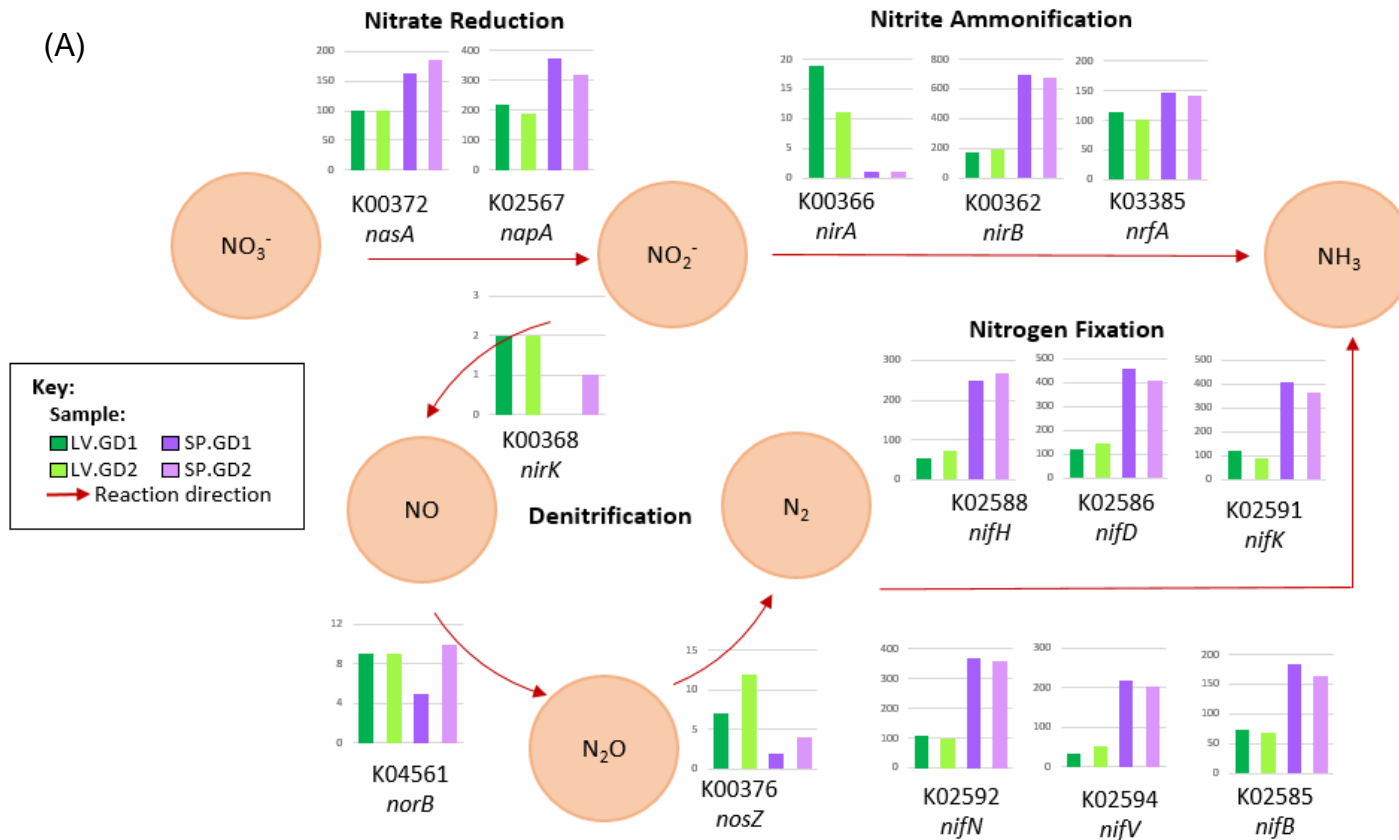 (A)
Nitrate Reduction
Nitrite Ammonification
200
150
100
50
0
400
300
200
100
0
20
15
10
5
0
800
600
400
200
0
200
150
100
50
0
K00372
nasA
K02567
napA
K00366
nirA
K00362
nirB
K03385
nrfA
NO₃⁻
NO₂⁻
NH₃
3
2
1
0
K00368
nirK
Nitrogen Fixation
300
200
100
0
500
400
300
200
100
0
500
400
300
200
100
0
K02588
nifH
K02586
nifD
K02591
nifK
Key:
Sample:
LV.GD1 SP.GD1
LV.GD2 SP.GD2
Reaction direction
NO
Denitrification
N₂
12
8
4
0
K04561
norB
N₂O
15
10
5
0
K00376
nosZ
400
300
200
100
0
K02592
nifN
300
200
100
0
K02594
nifV
200
150
100
50
0
K02585
nifB